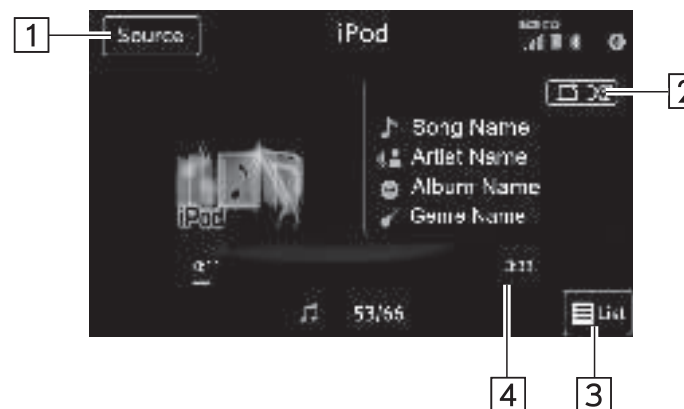 1
Source
iPod
2
Song Name
Artist Name
Album Name
Genre Name
iPod
53/66
List
4
3